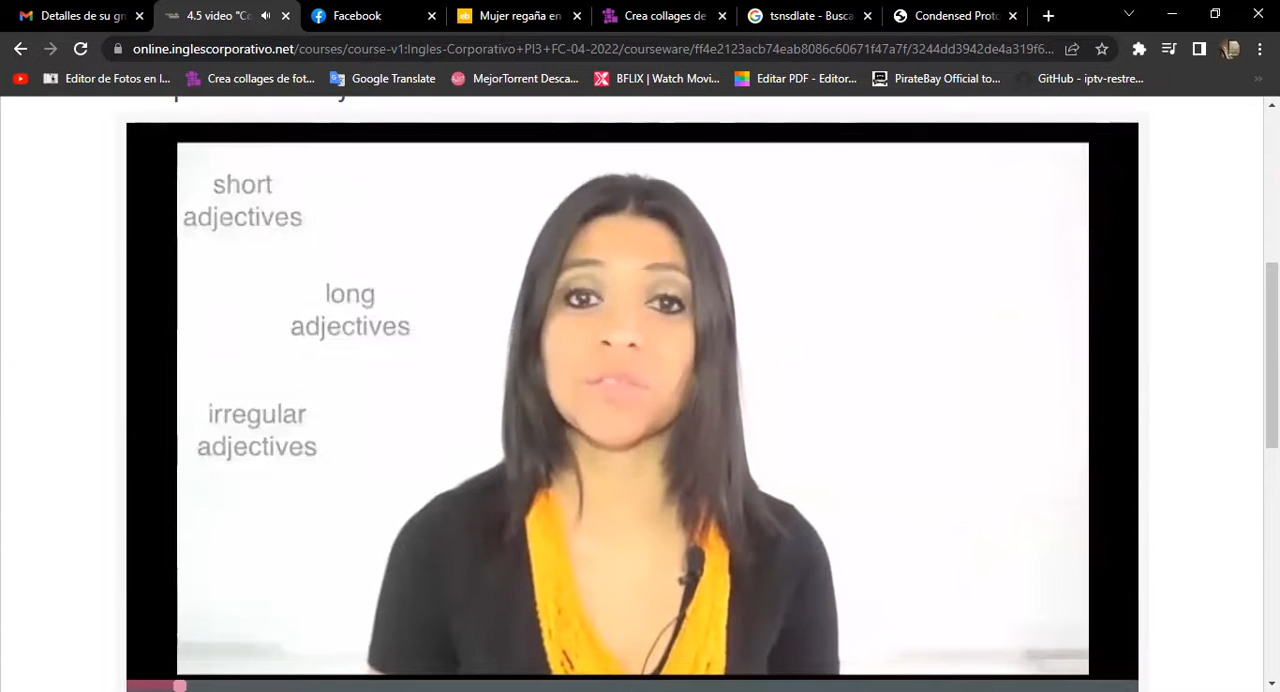 Detalles de su gr
4.5 video "Co
Facebook
Mujer regaña en
Crea collages de
tsnsdlate - Busca
Condensed Proto
online.inglescorporativo.net/courses/course-v1:Ingles-Corporativo+PI3+FC-04-2022/courseware/ff4e2123acb74eab8086c60671f47a7f/3244dd3942de4a319f6...
Editor de Fotos en l...
Crea collages de fot...
Google Translate
MejorTorrent Desca...
BFLIX | Watch Movi...
Editar PDF - Editor...
PirateBay Official to...
GitHub - iptv-restre...
short
adjectives
long
adjectives
irregular
adjectives